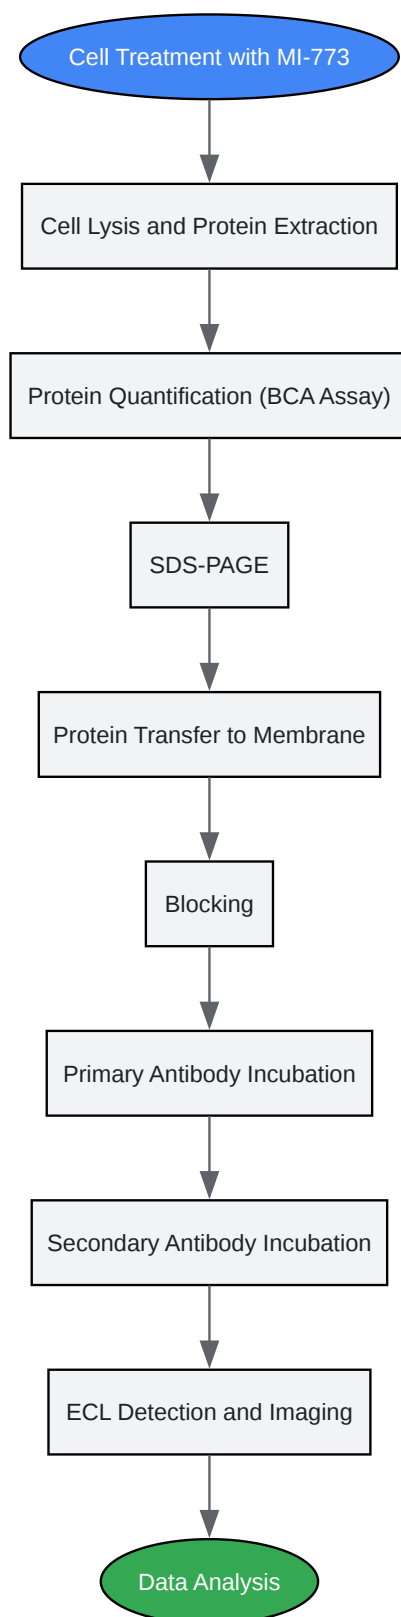 Cell Treatment with MI-773
Cell Lysis and Protein Extraction
Protein Quantification (BCA Assay)
SDS-PAGE
Protein Transfer to Membrane
Blocking
Primary Antibody Incubation
Secondary Antibody Incubation
ECL Detection and Imaging
Data Analysis